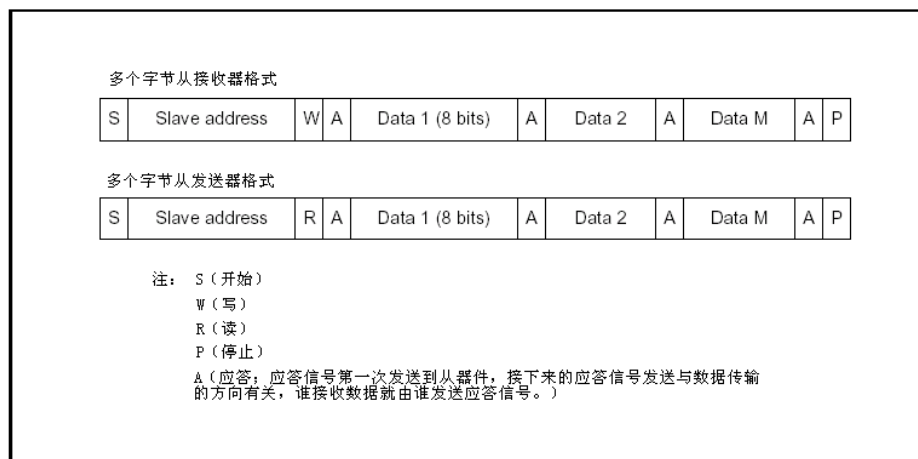 多个字节从接收器格式
S Slave address W A Data 1 (8 bits) A Data 2 A Data M A P
多个字节从发送器格式
S Slave address R A Data 1 (8 bits) A Data 2 A Data M A P
注： S（开始）
W（写）
R（读）
P（停止）
A（应答；应答信号第一次发送到从器件，接下来的应答信号发送与数据传输
的方向有关，谁接收数据就由谁发送应答信号。）